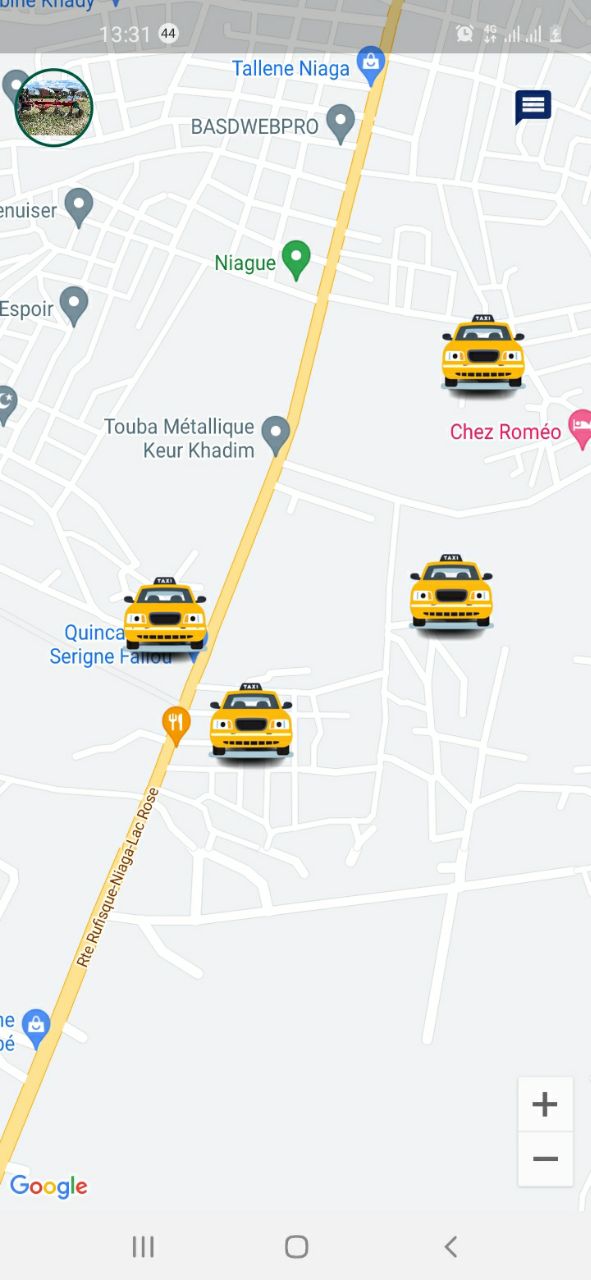 bine Khady
13:31 44
4G
Tallene Niaga
BASDWEBPRO
enuiser
Niague
Espoir
TAXI
Touba Métallique
Keur Khadim
Chez Roméo
TAXI
TAXI
Quinca
Serigne Fallou
TAXI
Rte Rufisque-Niaga-Lac Rose
ne
bé
+
−
Google